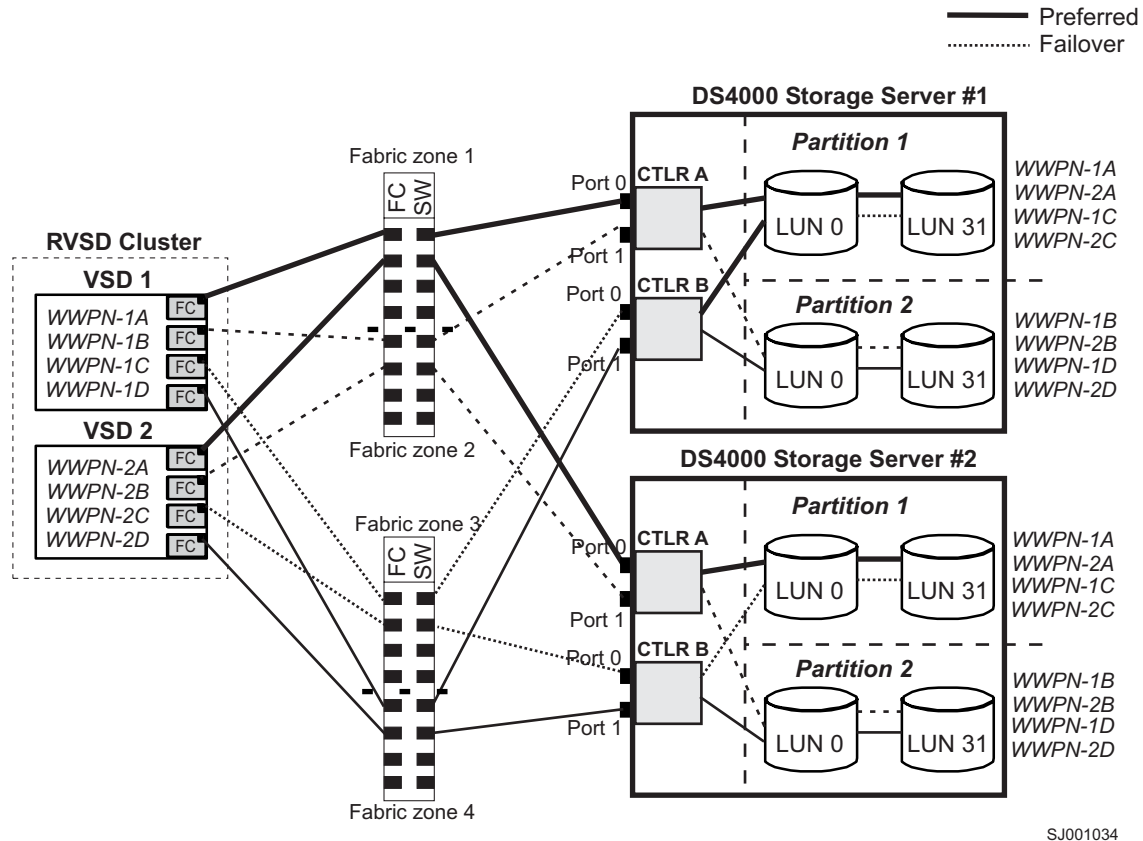 Preferred
Failover
DS4000 Storage Server #1
Fabric zone 1
FC
SW
Port 0
CTLR A
Partition 1
LUN 0
LUN 31
WWPN-1A
WWPN-2A
WWPN-1C
WWPN-2C
Port 1
Port 0
CTLR B
Partition 2
Port 1
LUN 0
LUN 31
WWPN-1B
WWPN-2B
WWPN-1D
WWPN-2D
RVSD Cluster
VSD 1
WWPN-1A
WWPN-1B
WWPN-1C
WWPN-1D
FC
FC
FC
FC
VSD 2
WWPN-2A
WWPN-2B
WWPN-2C
WWPN-2D
FC
FC
FC
FC
Fabric zone 2
Fabric zone 3
FC
SW
DS4000 Storage Server #2
Port 0
CTLR A
Partition 1
LUN 0
LUN 31
WWPN-1A
WWPN-2A
WWPN-1C
WWPN-2C
Port 1
Port 0
CTLR B
Partition 2
Port 1
LUN 0
LUN 31
WWPN-1B
WWPN-2B
WWPN-1D
WWPN-2D
Fabric zone 4
SJ001034